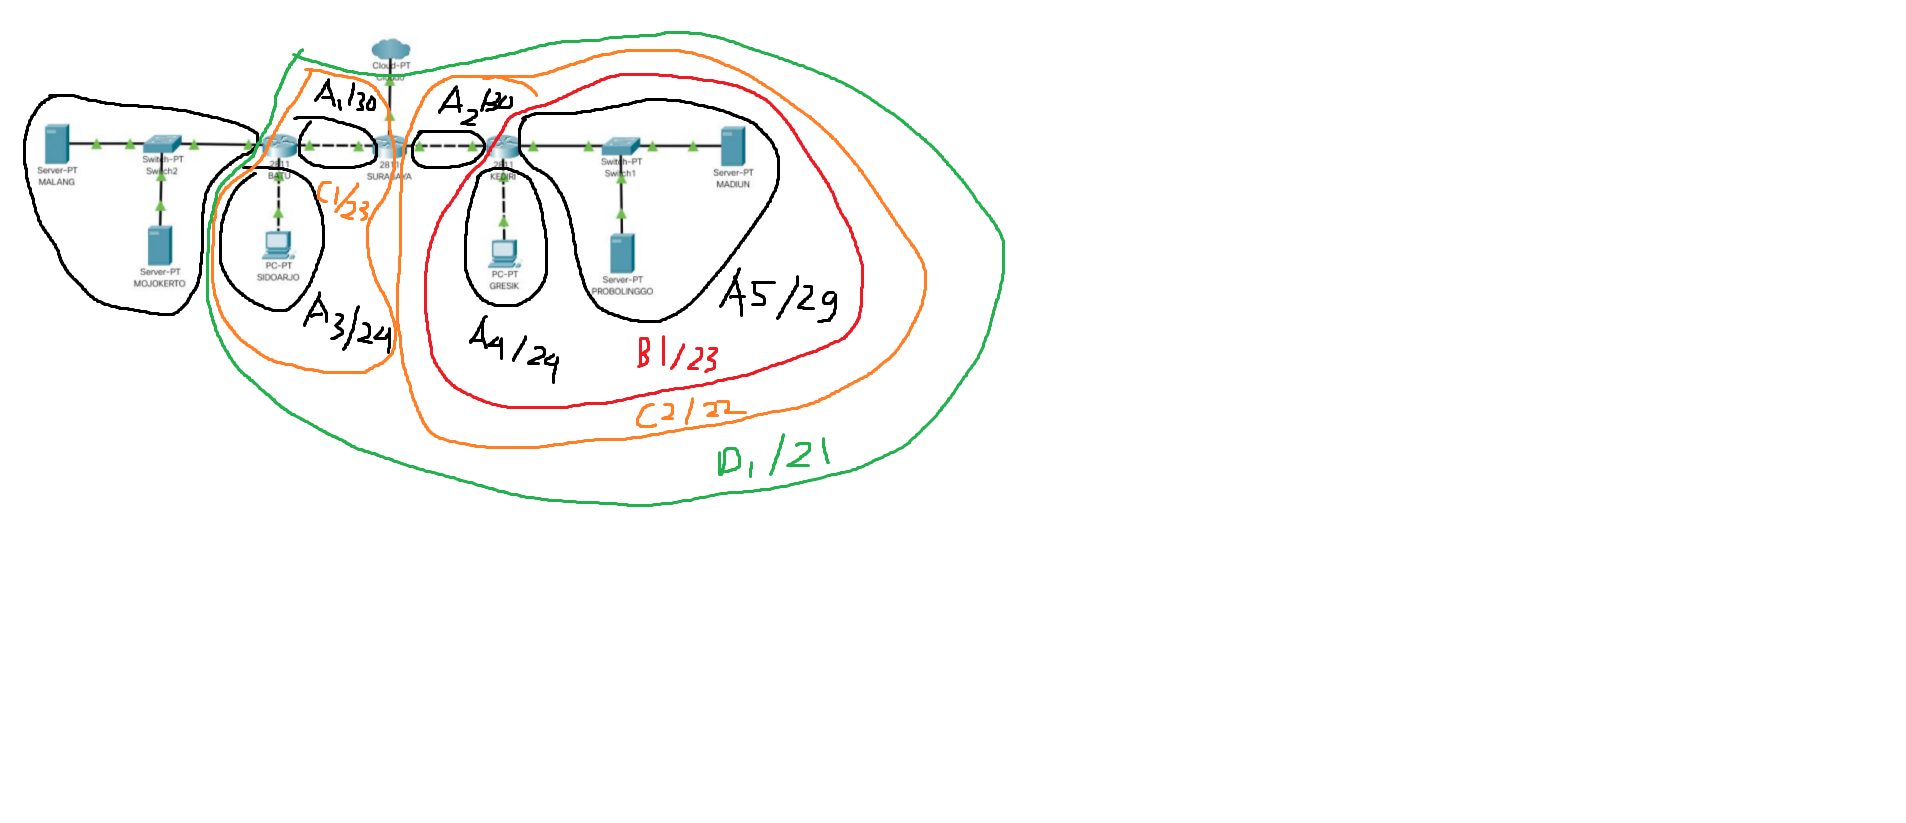 Cloud-PT
Cloud0
A1/30
A2/30
Server-PT
MALANG
Switch-PT
Switch2
2811
BATU
2811
SURABAYA
2811
KEDIRI
Switch-PT
Switch1
Server-PT
MADIUN
C1/23
Server-PT
MOJOKERTO
PC-PT
SIDOARJO
PC-PT
GRESIK
Server-PT
PROBOLINGGO
A3/24
A4/24
A5/29
B1/23
C2/22
D1/21